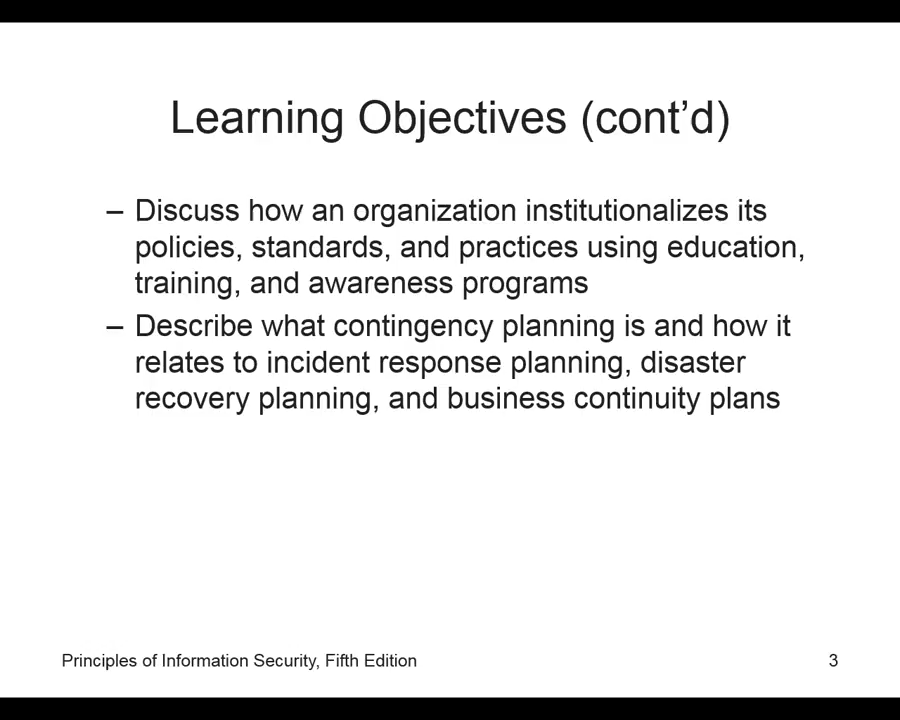 Learning Objectives (cont’d)
– Discuss how an organization institutionalizes its
policies, standards, and practices using education,
training, and awareness programs
– Describe what contingency planning is and how it
relates to incident response planning, disaster
recovery planning, and business continuity plans
Principles of Information Security, Fifth Edition
3